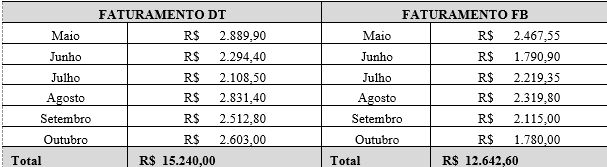 FATURAMENTO DT FATURAMENTO FB
Maio R$ 2.889,90 Maio R$ 2.467,55
Junho R$ 2.294,40 Junho R$ 1.790,90
Julho R$ 2.108,50 Julho R$ 2.219,35
Agosto R$ 2.831,40 Agosto R$ 2.319,80
Setembro R$ 2.512,80 Setembro R$ 2.115,00
Outubro R$ 2.603,00 Outubro R$ 1.780,00
Total R$ 15.240,00 Total R$ 12.642,60